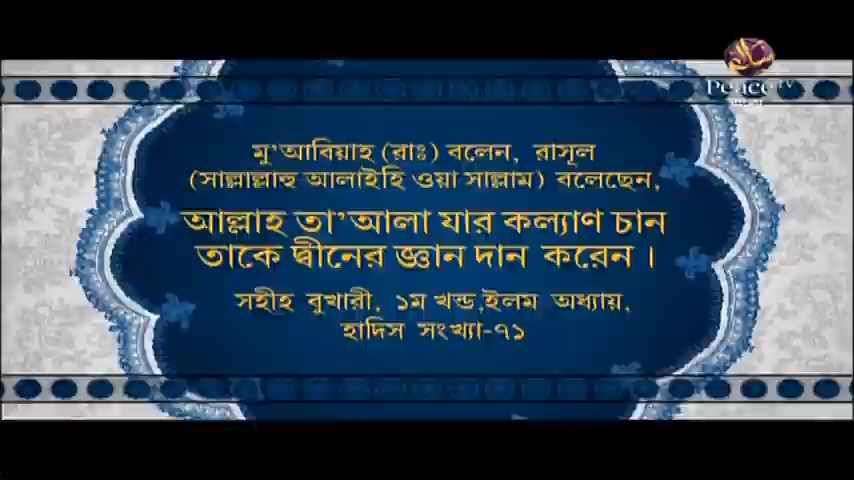 Peace TV
বাংলা
মু'আবিয়াহ (রাঃ) বলেন, রাসূল
(সাল্লাল্লাহু আলাইহি ওয়া সাল্লাম) বলেছেন,
আল্লাহ তা'আলা যার কল্যাণ চান
তাকে দ্বীনের জ্ঞান দান করেন।
সহীহ বুখারী, ১ম খন্ড,ইলম অধ্যায়,
হাদিস সংখ্যা-৭১